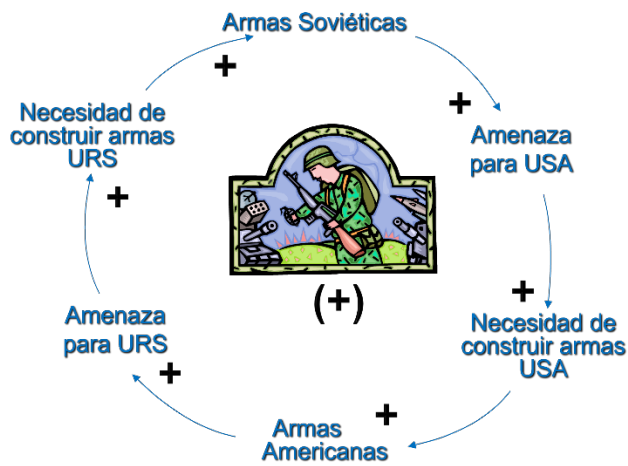 Armas Soviéticas
+
Amenaza
para USA
+
Necesidad de
construir armas
USA
+
Armas
Americanas
+
Amenaza
para URS
+
Necesidad de
construir armas
URS
+
(+)